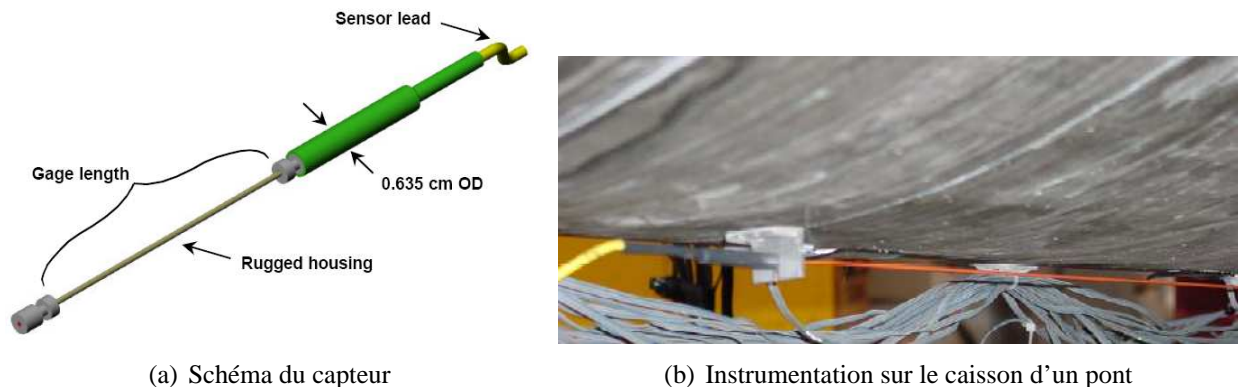 Sensor lead
Gage length
0.635 cm OD
Rugged housing
(a) Schéma du capteur
(b) Instrumentation sur le caisson d'un pont